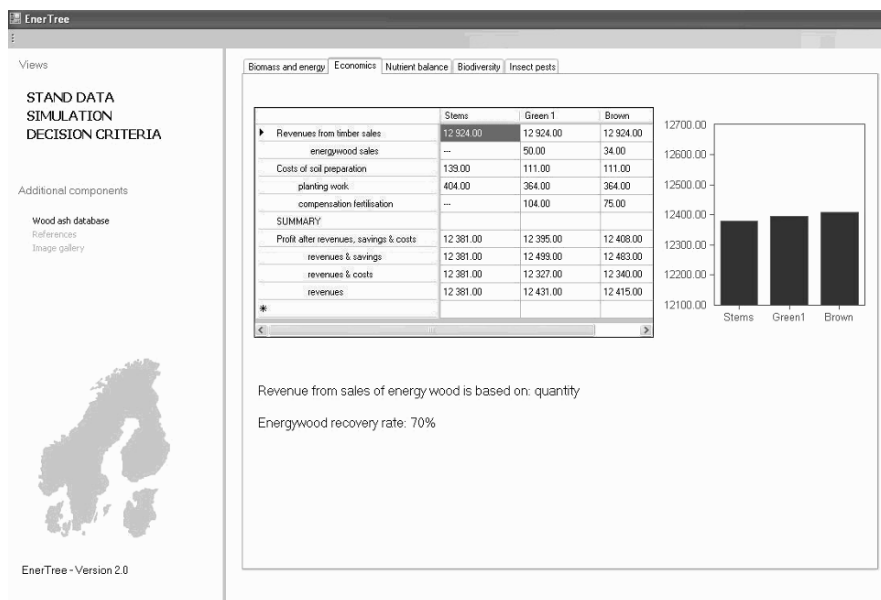 EnerTree
Views
STAND DATA
SIMULATION
DECISION CRITERIA
Additional components
Wood ash database
References
Image gallery
EnerTree - Version 2.0
Biomass and energy Economics Nutrient balance Biodiversity Insect pests
Stems Green 1 Brown
Revenues from timber sales 12 924.00 12 924.00 12 924.00
energywood sales --- 50.00 34.00
Costs of soil preparation 139.00 111.00 111.00
planting work 404.00 364.00 364.00
compensation fertilisation --- 104.00 75.00
SUMMARY
Profit after revenues, savings & costs 12 381.00 12 395.00 12 408.00
revenues & savings 12 381.00 12 499.00 12 483.00
revenues & costs 12 381.00 12 327.00 12 340.00
revenues 12 381.00 12 431.00 12 415.00
12700.00
12600.00
12500.00
12400.00
12300.00
12200.00
12100.00
Stems Green1 Brown
Revenue from sales of energy wood is based on: quantity
Energywood recovery rate: 70%